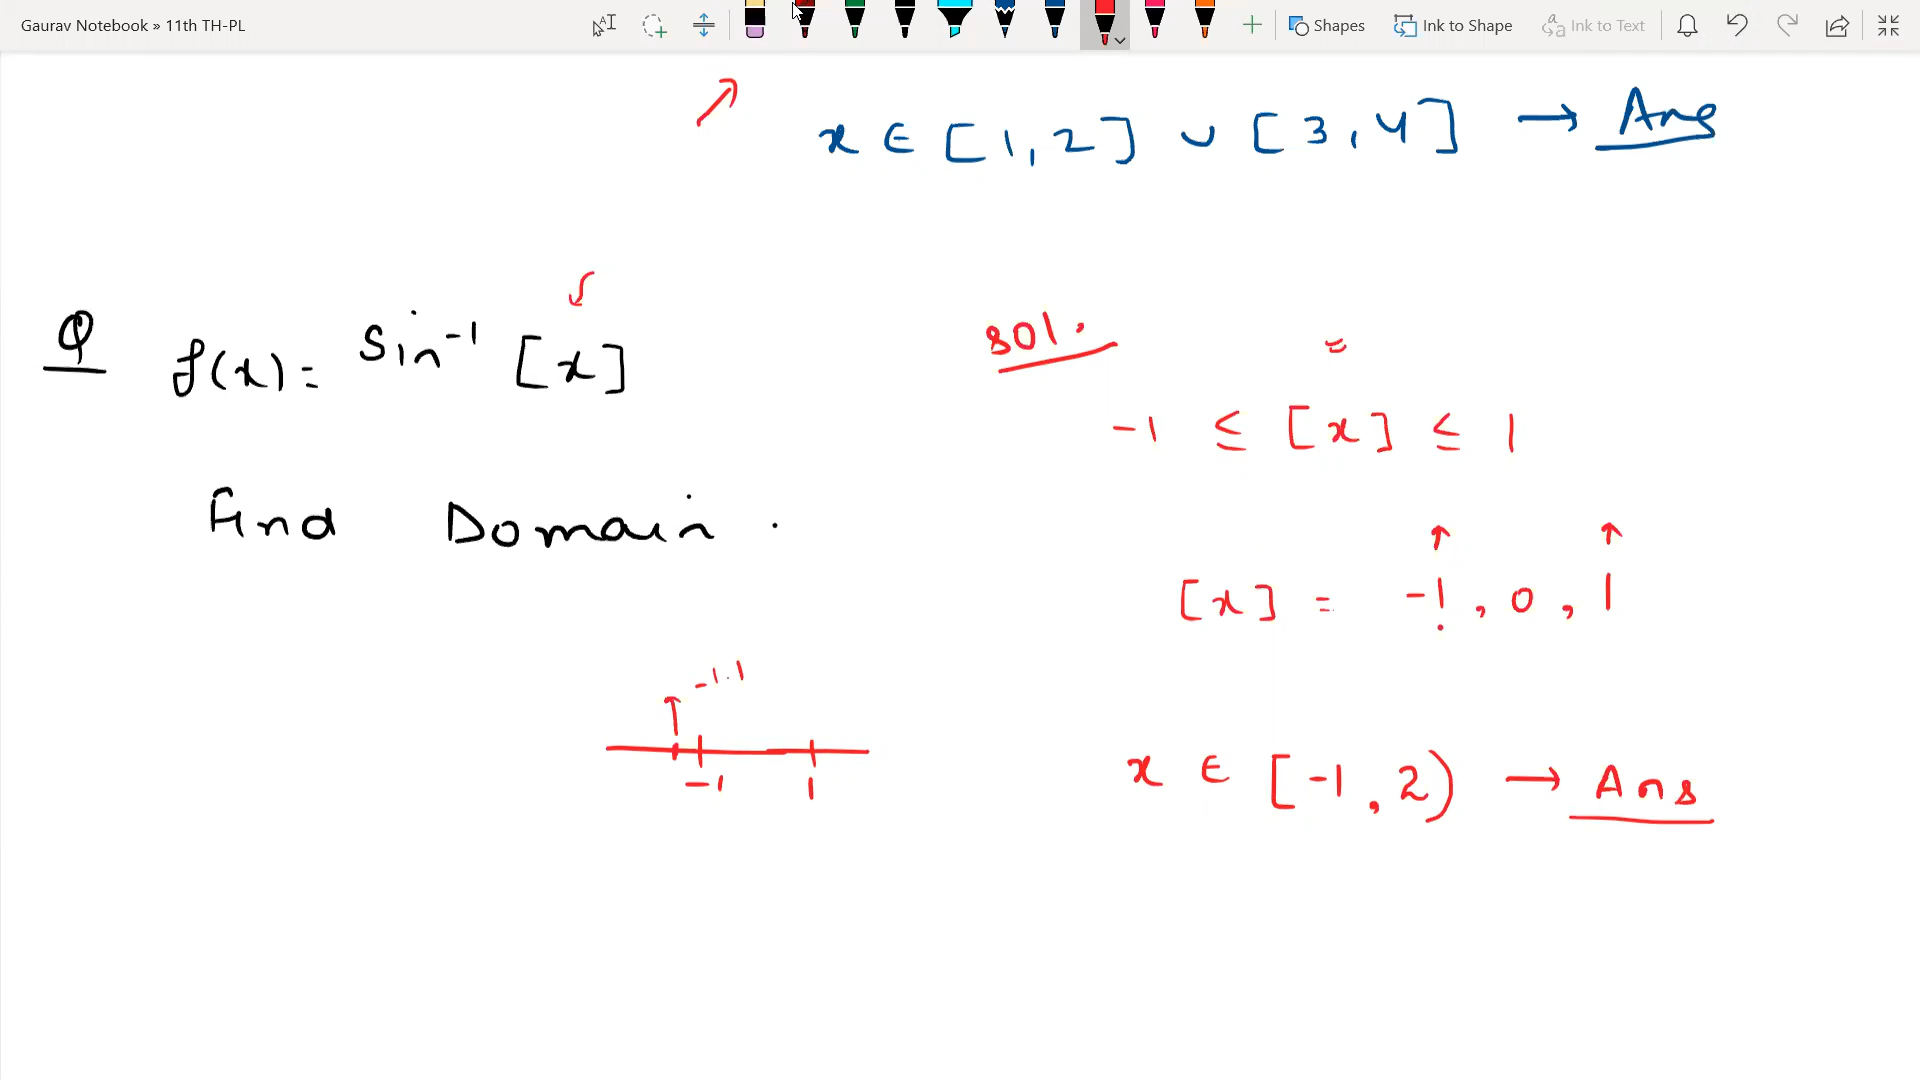 Gaurav Notebook » 11th TH-PL
Shapes
Ink to Shape
Ink to Text
x ∈ [1, 2] ∪ [3, 4] → Ans
Q f(x) = Sin⁻¹ [x]
Find Domain.
sol.
=
-1 ≤ [x] ≤ 1
[x] = -1, 0, 1
-1.1
-1 1
x ∈ [-1, 2) → Ans